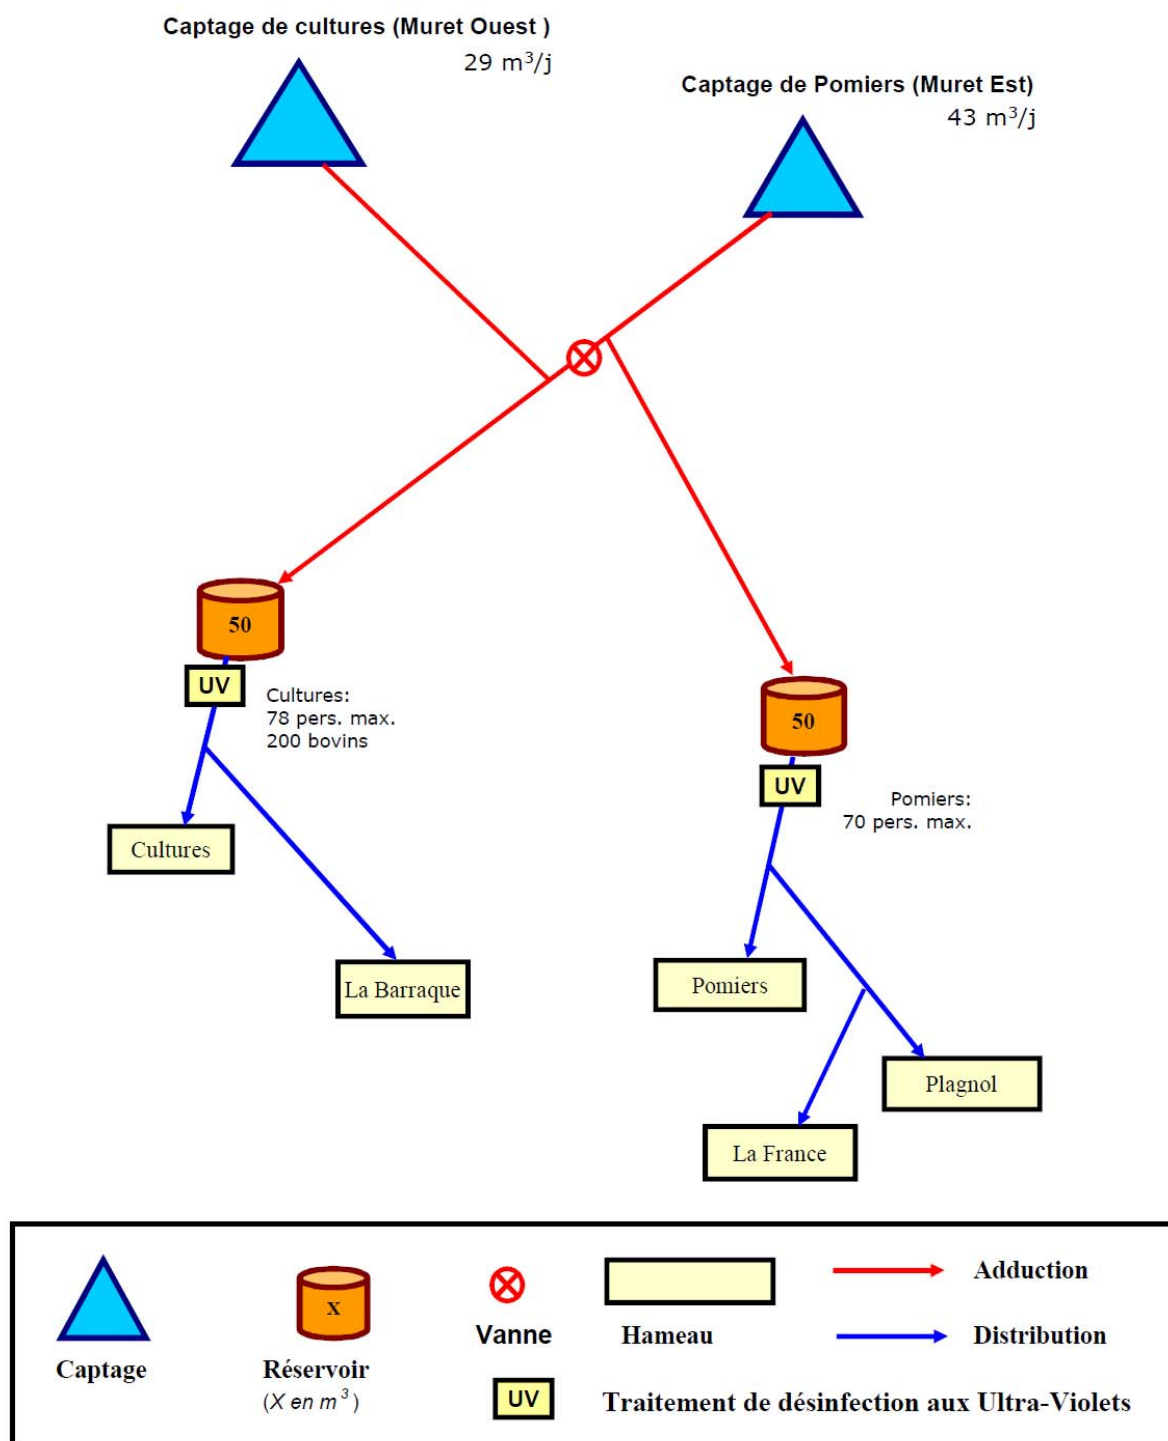 Captage de cultures (Muret Ouest )
29 m³/j
Captage de Pomiers (Muret Est)
43 m³/j
50
UV
Cultures:
78 pers. max.
200 bovins
50
UV
Pomiers:
70 pers. max.
Cultures
La Barraque
Pomiers
Plagnol
La France
X
Adduction
Vanne
Hameau
Distribution
Captage
Réservoir
(X en m³ )
UV
Traitement de désinfection aux Ultra-Violets